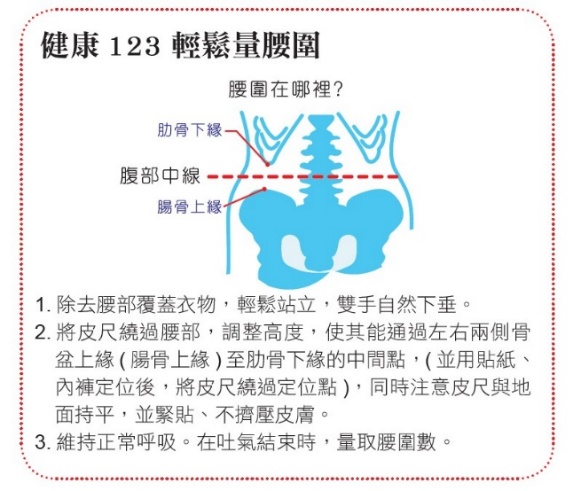 健康 123 輕鬆量腰圍
腰圍在哪裡?
肋骨下緣
腹部中線
腸骨上緣
1. 除去腰部覆蓋衣物，輕鬆站立，雙手自然下垂。
2. 將皮尺繞過腰部，調整高度，使其能通過左右兩側骨
盆上緣 ( 腸骨上緣 ) 至肋骨下緣的中間點，( 並用貼紙、
內褲定位後，將皮尺繞過定位點 )，同時注意皮尺與地
面持平，並緊貼、不擠壓皮膚。
3. 維持正常呼吸。在吐氣結束時，量取腰圍數。